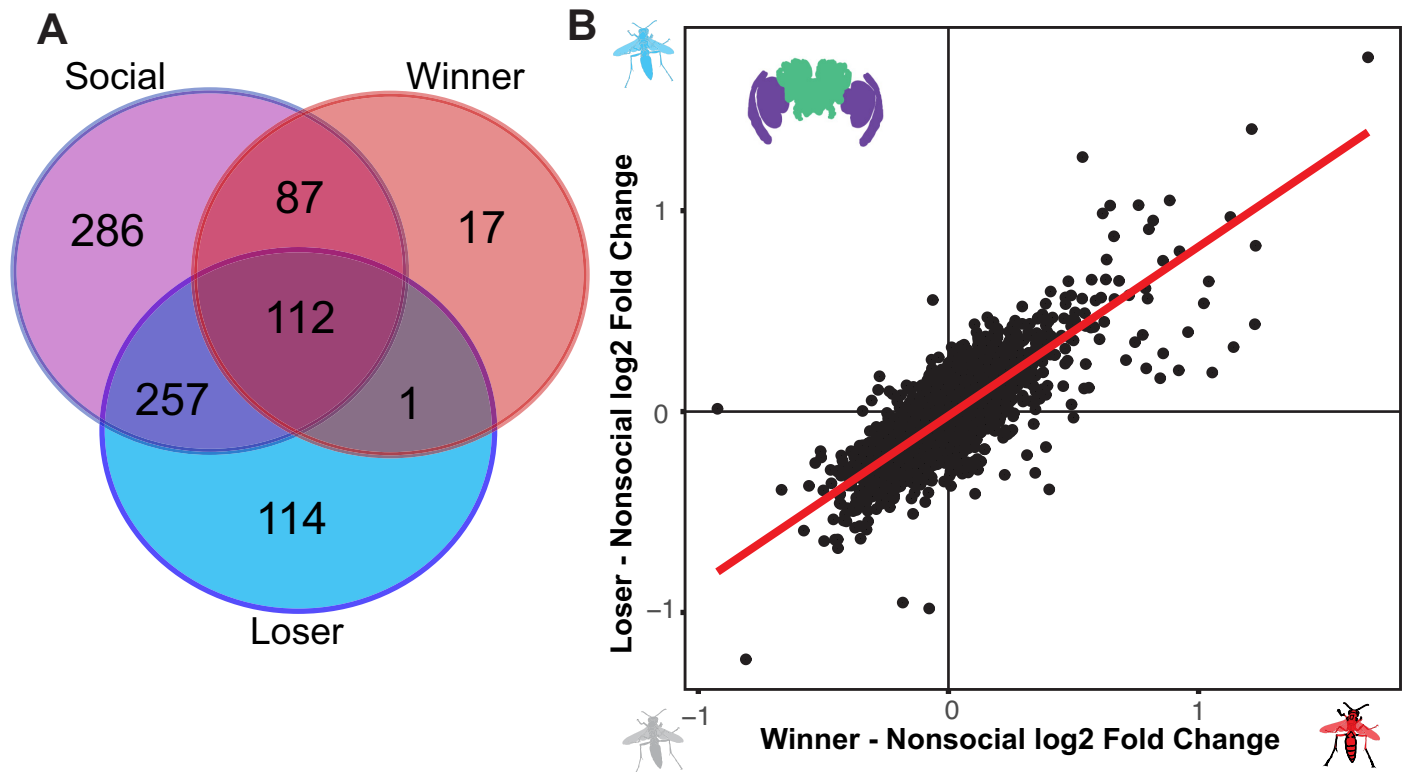 A
Social
Winner
286
87
17
112
257
1
114
Loser
B
Loser - Nonsocial log2 Fold Change
1
0
−1
−1
0
1
Winner - Nonsocial log2 Fold Change